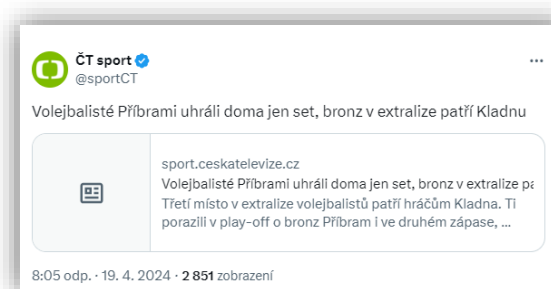 ČT sport
@sportCT
Volejbalisté Příbrami uhráli doma jen set, bronz v extralize patří Kladnu
sport.ceskatelevize.cz
Volejbalisté Příbrami uhráli doma jen set, bronz v extralize pa
Třetí místo v extralize volejbalistů patří hráčům Kladna. Ti
porazili v play-off o bronz Příbram i ve druhém zápase, ...
8:05 odp. · 19. 4. 2024 · 2 851 zobrazení